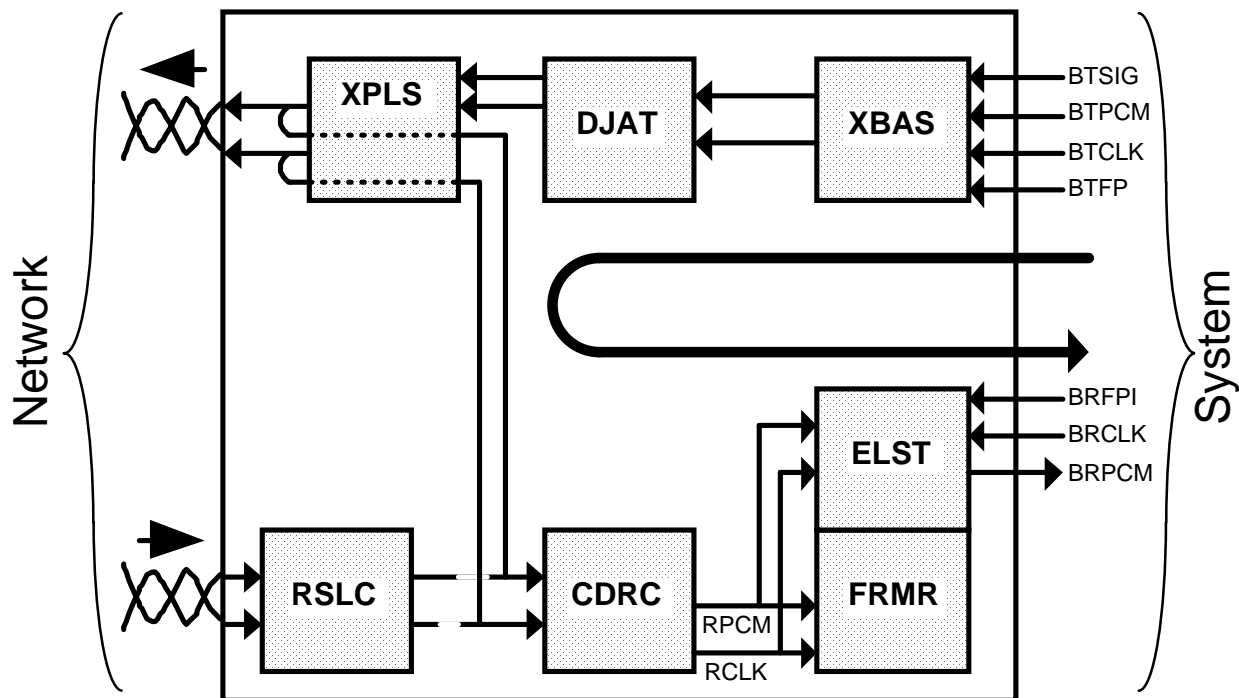 XPLS
DJAT
XBAS
BTSIG
BTPCM
BTCLK
BTFP
Network
System
ELST
BRFPI
BRCLK
BRPCM
RSLC
CDRC
FRMR
RPCM
RCLK